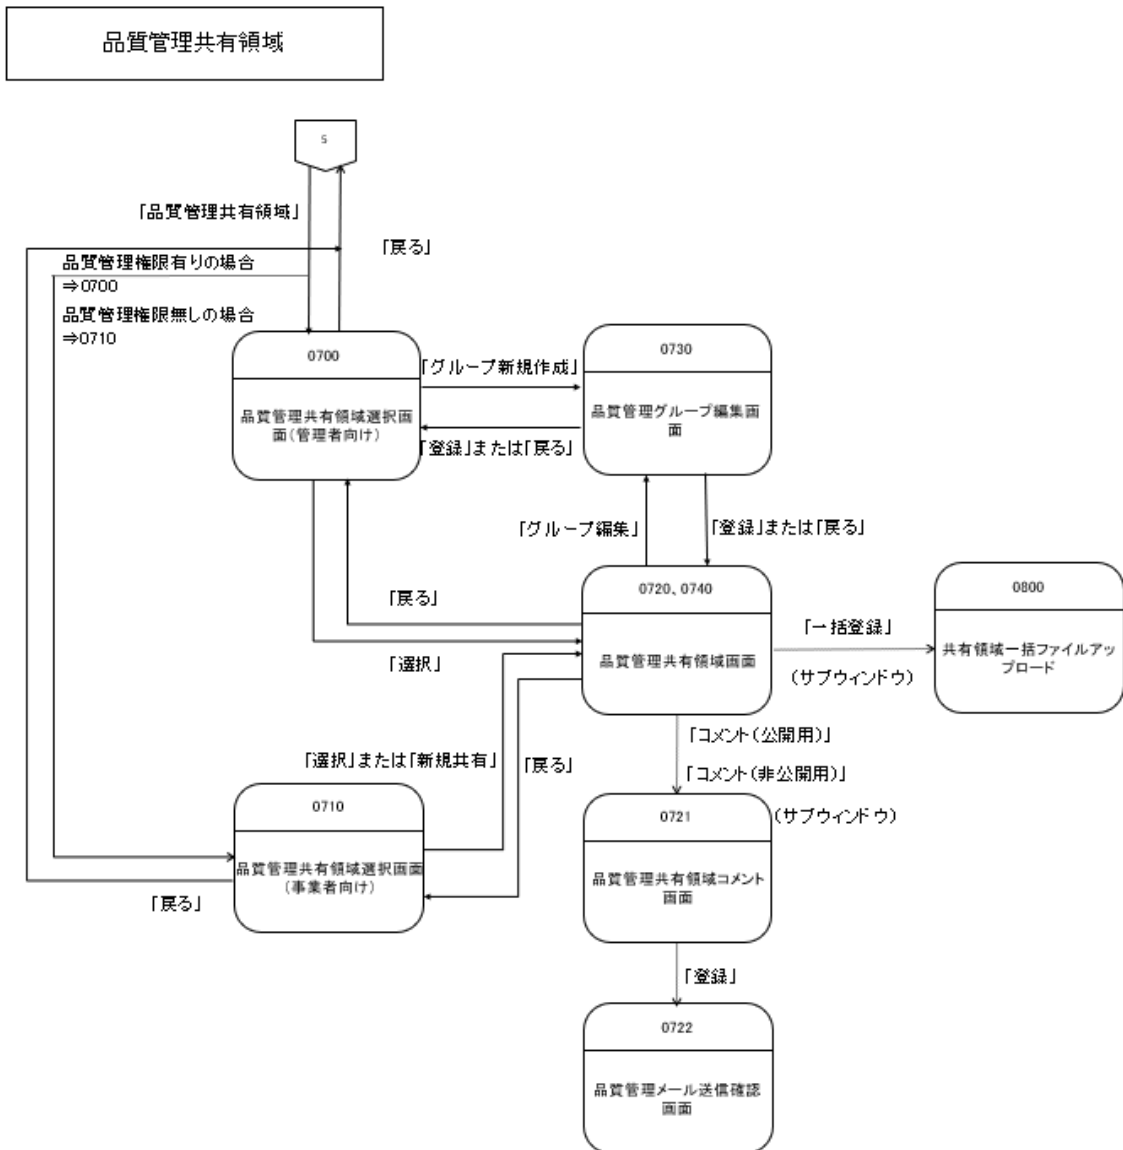 品質管理共有領域
5
「品質管理共有領域」
「戻る」
品質管理権限有りの場合
⇒0700
品質管理権限無しの場合
⇒0710
0700
品質管理共有領域選択画
面(管理者向け)
「グループ新規作成」
「登録」または「戻る」
0730
品質管理グループ編集画
面
「グループ編集」
「登録」または「戻る」
「戻る」
「選択」
0720、0740
品質管理共有領域画面
「一括登録」
(サブウィンドウ)
0800
共有領域一括ファイルアッ
プロード
「選択」または「新規共有」
「戻る」
「コメント(公開用)」
「コメント(非公開用)」
(サブウィンドウ)
0710
品質管理共有領域選択画面
(事業者向け)
「戻る」
0721
品質管理共有領域コメント
画面
「登録」
0722
品質管理メール送信確認
画面